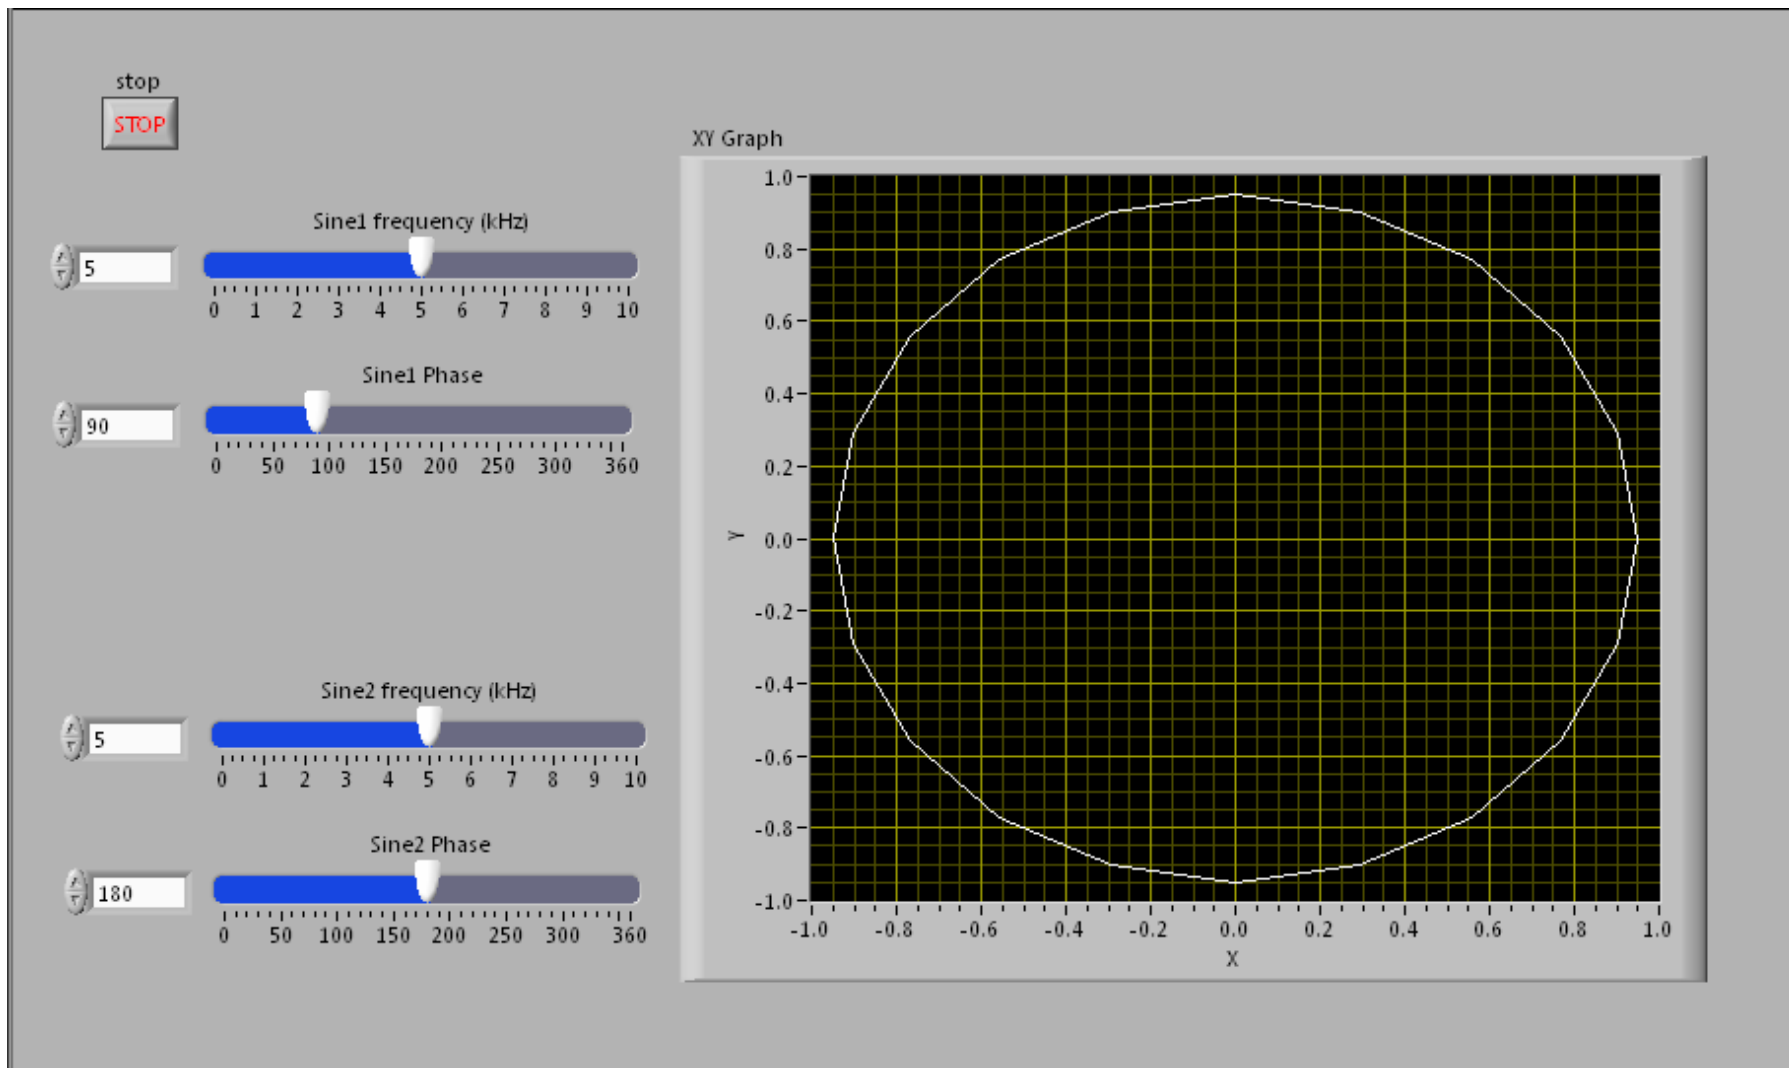 stop
STOP
Sine1 frequency (kHz)
5
0 1 2 3 4 5 6 7 8 9 10
Sine1 Phase
90
0 50 100 150 200 250 300 360
Sine2 frequency (kHz)
5
0 1 2 3 4 5 6 7 8 9 10
Sine2 Phase
180
0 50 100 150 200 250 300 360
XY Graph
1.0
0.8
0.6
0.4
0.2
Y
0.0
-0.2
-0.4
-0.6
-0.8
-1.0
-1.0 -0.8 -0.6 -0.4 -0.2 0.0 0.2 0.4 0.6 0.8 1.0
X